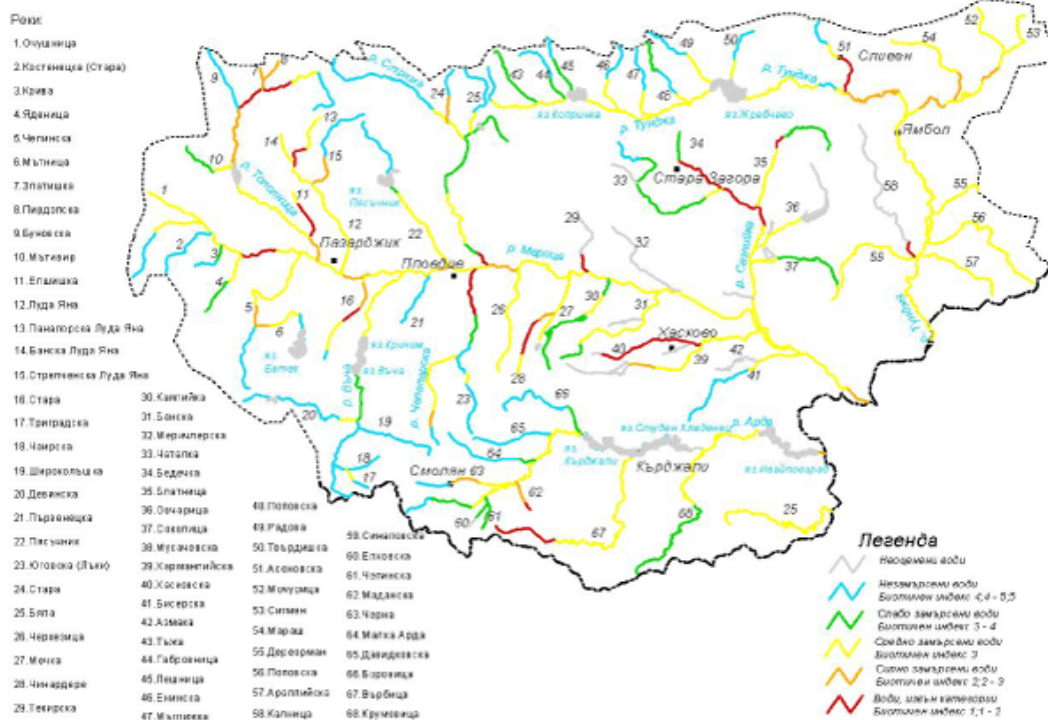 Реки:
1. Очушница
2. Костенецка (Стара)
3. Крива
4. Яденица
5. Чепинска
6. Мътница
7. Златишка
8. Пирдопска
9. Буновска
10. Мътивир
11. Елшишка
12. Луда Яна
13. Панагюрска Луда Яна
14. Банска Луда Яна
15. Стрелченска Луда Яна
16. Стара
17. Триградска
18. Чаирска
19. Широколъшка
20. Девинска
21. Първенецка
22. Пясъчник
23. Юговска (Лъки)
24. Стара
25. Бяла
26. Черкезица
27. Мечка
28. Чинардере
29. Текирска
30. Каялийка
31. Банска
32. Меричлерска
33. Чаталка
34. Бедечка
35. Блатница
36. Овчарица
37. Соколица
38. Мусачовска
39. Харманлийска
40. Хасковска
41. Бисерска
42. Азмака
43. Тъжа
44. Габровница
45. Лешница
46. Енинска
47. Мъглижка
48. Поповска
49. Радова
50. Твърдишка
51. Асеновска
52. Мочурица
53. Сигмен
54. Мараш
55. Дереорман
56. Поповска
57. Араплийска
58. Калница
59. Синаповска
60. Елховска
61. Чепинска
62. Маданска
63. Черна
64. Малка Арда
65. Давидковска
66. Боровица
67. Върбица
68. Крумовица
р. Стряма
р. Тополница
Пазарджик
яз. Пясъчник
Пловдив
р. Марица
яз. Копринка
р. Тунджа
яз. Жребчево
р. Тунджа
Сливен
Ямбол
Стара Загора
р. Сазлийка
р. Тунджа
Хасково
яз. Батак
яз. Кричим
яз. Въча
р. Въча
р. Чепеларска
Смолян
яз. Кърджали
яз. Студен Кладенец
Кърджали
р. Арда
яз. Ивайловград
Легенда
Неоценени води
Незамърсени води
Биотичен индекс 4,4 - 5,5
Слабо замърсени води
Биотичен индекс 3 - 4
Средно замърсени води
Биотичен индекс 3
Силно замърсени води
Биотичен индекс 2,2 - 3
Води, извън категории
Биотичен индекс 1,1 - 2